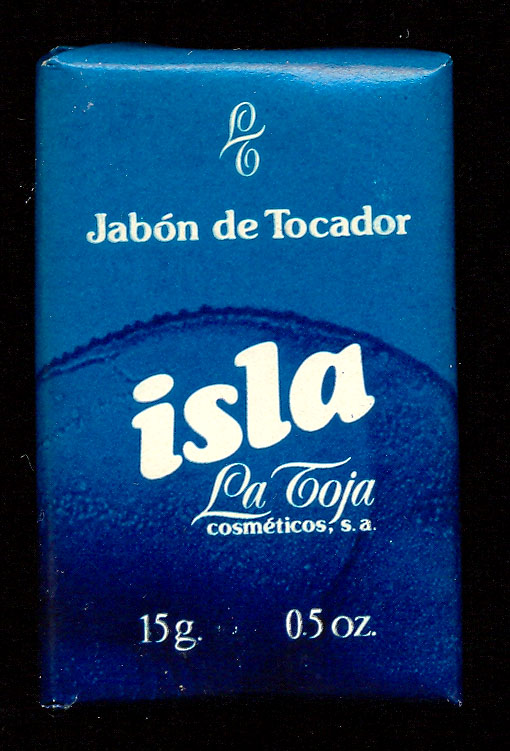 LT
Jabón de Tocador
isla
La Toja
cosméticos, s.a.
15 g. 0.5 oz.